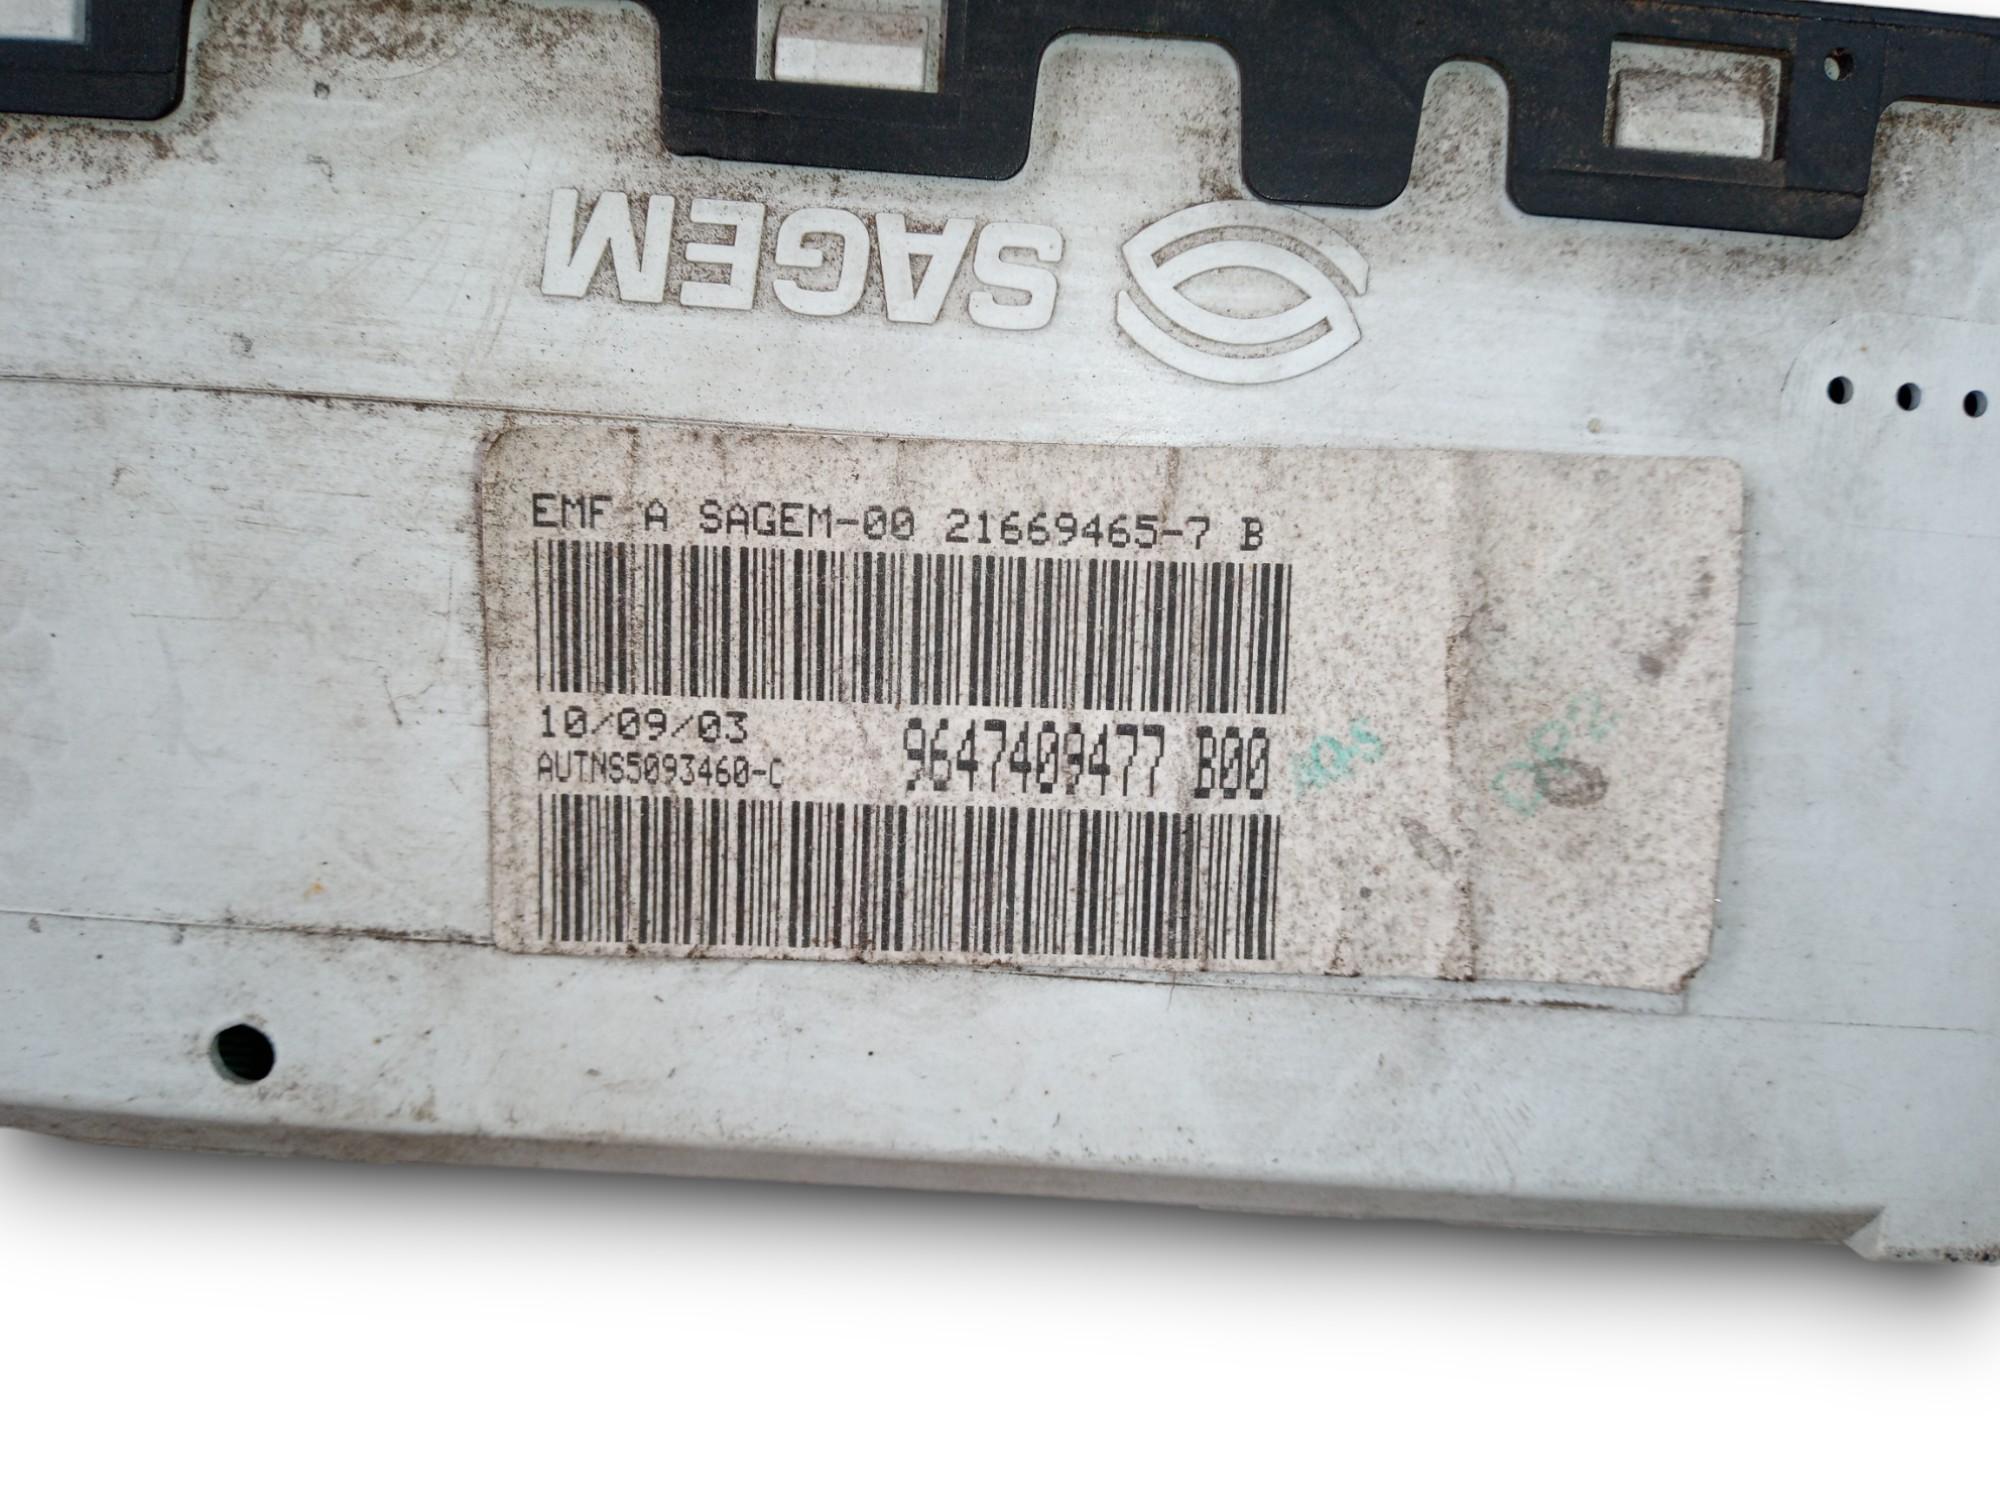 SAGEM
EMF A SAGEM-00 21669465-7 B
10/09/03
AUTNS5093460-C
9647409477 B00